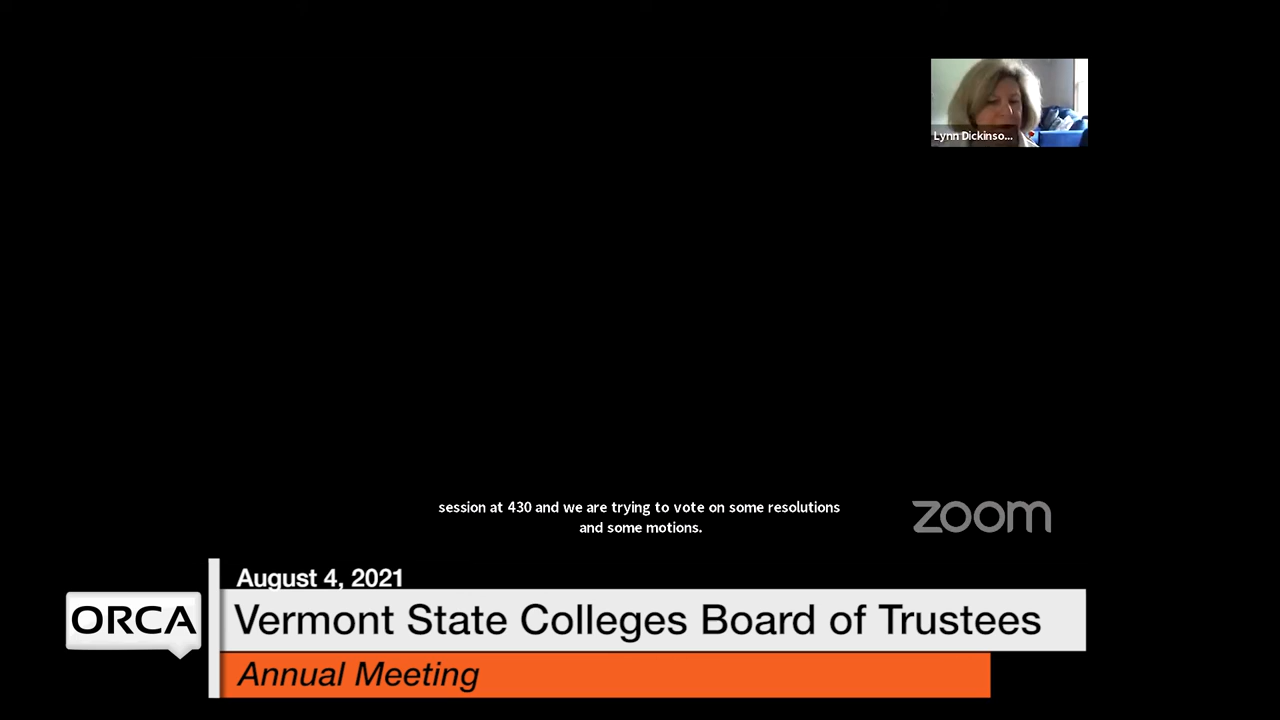 Lynn Dickinso...
session at 430 and we are trying to vote on some resolutions
and some motions.
zoom
August 4, 2021
ORCA
Vermont State Colleges Board of Trustees
Annual Meeting